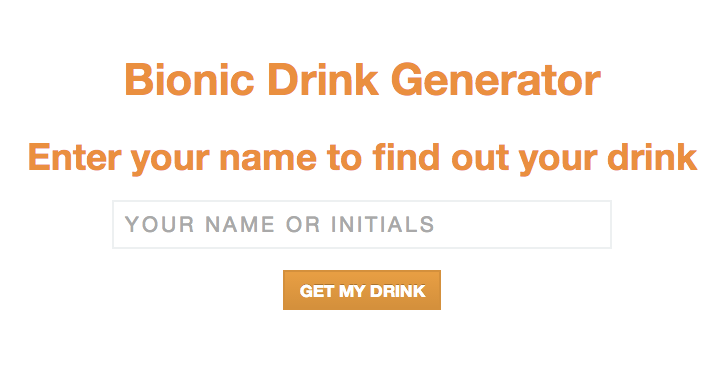 Bionic Drink Generator
Enter your name to find out your drink
YOUR NAME OR INITIALS
GET MY DRINK